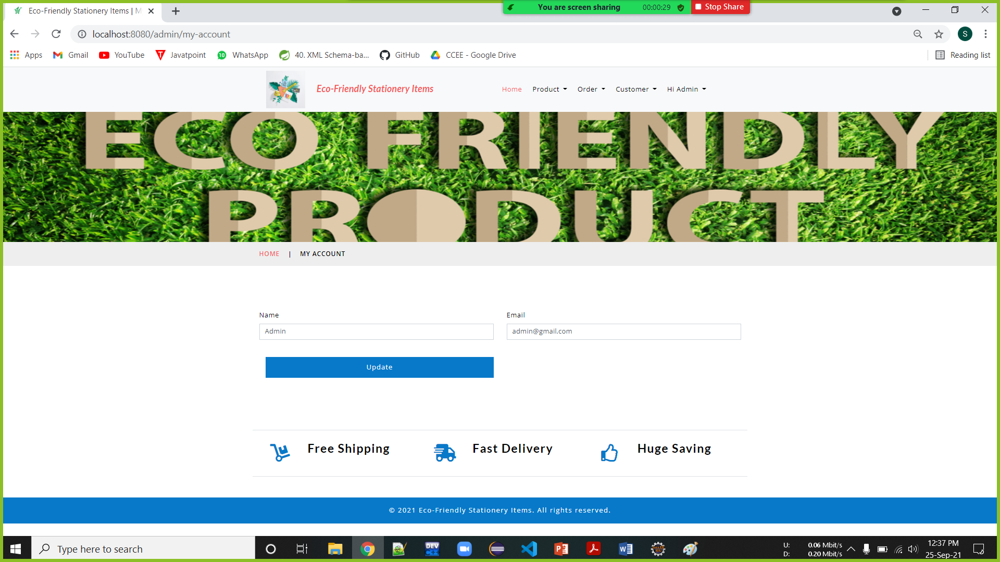 Eco-Friendly Stationery Items | M
You are screen sharing 00:00:29 Stop Share
localhost:8080/admin/my-account
S
Apps Gmail YouTube Javatpoint WhatsApp 40. XML Schema-ba... GitHub CCEE - Google Drive Reading list
Eco-Friendly Stationery Items
Home Product Order Customer Hi Admin
ECO FRIENDLY
PRODUCT
HOME | MY ACCOUNT
Name Email
Admin admin@gmail.com
Update
Free Shipping Fast Delivery Huge Saving
© 2021 Eco-Friendly Stationery Items. All rights reserved.
Type here to search
U: 0.06 Mbit/s
D: 0.20 Mbit/s
12:37 PM
25-Sep-21